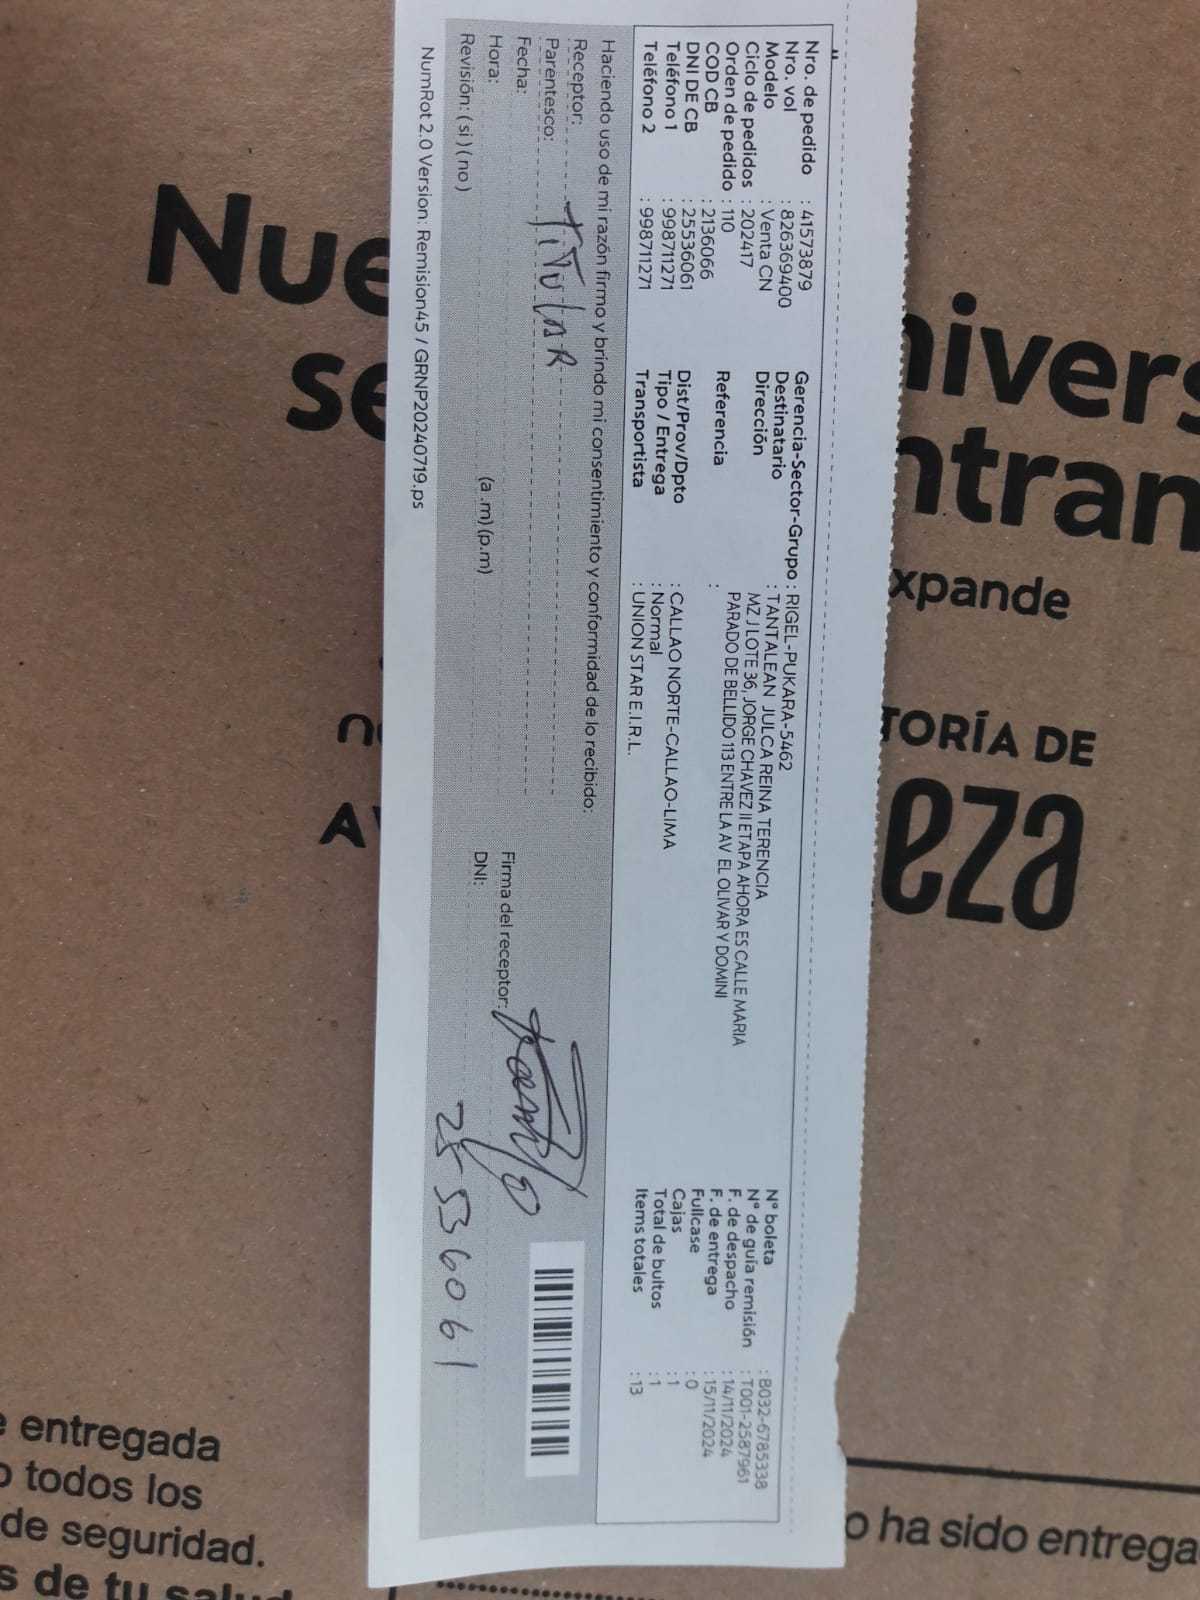 Nro. de pedido : 41573879
Nro. vol : 826369400
Modelo : Venta CN
Ciclo de pedidos : 202417
Orden de pedido : 110
COD CB : 2136066
DNI DE CB : 25536061
Teléfono 1 : 998711271
Teléfono 2 : 998711271
Gerencia-Sector-Grupo : RIGEL-PUKARA-5462
Destinatario : TANTALEAN JULCA REINA TERENCIA
Dirección MZ J LOTE 36, JORGE CHAVEZ II ETAPA AHORA ES CALLE MARIA
PARADO DE BELLIDO 113 ENTRE LA AV EL OLIVAR Y DOMINI
Referencia :
Dist/Prov/Dpto : CALLAO NORTE-CALLAO-LIMA
Tipo / Entrega : Normal
Transportista : UNION STAR E.I.R.L.
N° boleta : B032-6785338
N° de guía remisión : T001-2587961
F. de despacho : 14/11/2024
F. de entrega : 15/11/2024
Fullcase : 0
Cajas : 1
Total de bultos : 1
Items totales : 13
Haciendo uso de mi razón firmo y brindo mi consentimiento y conformidad de lo recibido:
Receptor:
Parentesco: TiTulaR
Fecha:
Hora: (a .m) (p.m)
Revisión: ( si ) ( no )
Firma del receptor:
DNI: 25536061
NumRot 2.0 Version: Remision45 / GRNP20240719.ps
Nue
nivers
se
ntran
xpande
TORÍA DE
eza
e entregada
o todos los
de seguridad.
s de tu salud
o ha sido entrega